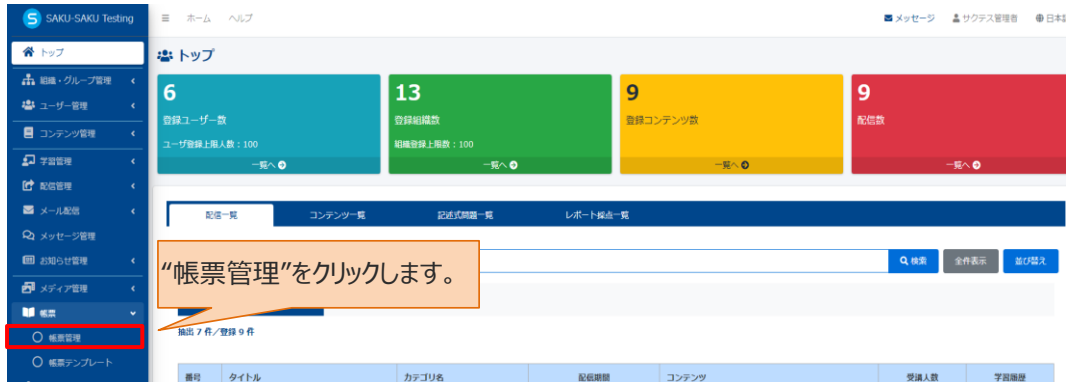 SAKU-SAKU Testing
ホーム ヘルプ
メッセージ サクテス管理者
トップ
組織・グループ管理
ユーザー管理
コンテンツ管理
学習管理
配信管理
メール配信
メッセージ管理
お知らせ管理
メディア管理
帳票
帳票管理
帳票テンプレート
トップ
6
登録ユーザー数
ユーザ登録上限人数：100
一覧へ
13
登録組織数
組織登録上限数：100
一覧へ
9
登録コンテンツ数
一覧へ
9
配信数
一覧へ
配信一覧 コンテンツ一覧 記述式問題一覧 レポート採点一覧
検索 全件表示 並び替え
“帳票管理”をクリックします。
抽出 7 件／登録 9 件
番号 タイトル カテゴリ名 配信期間 コンテンツ 受講人数 学習履歴